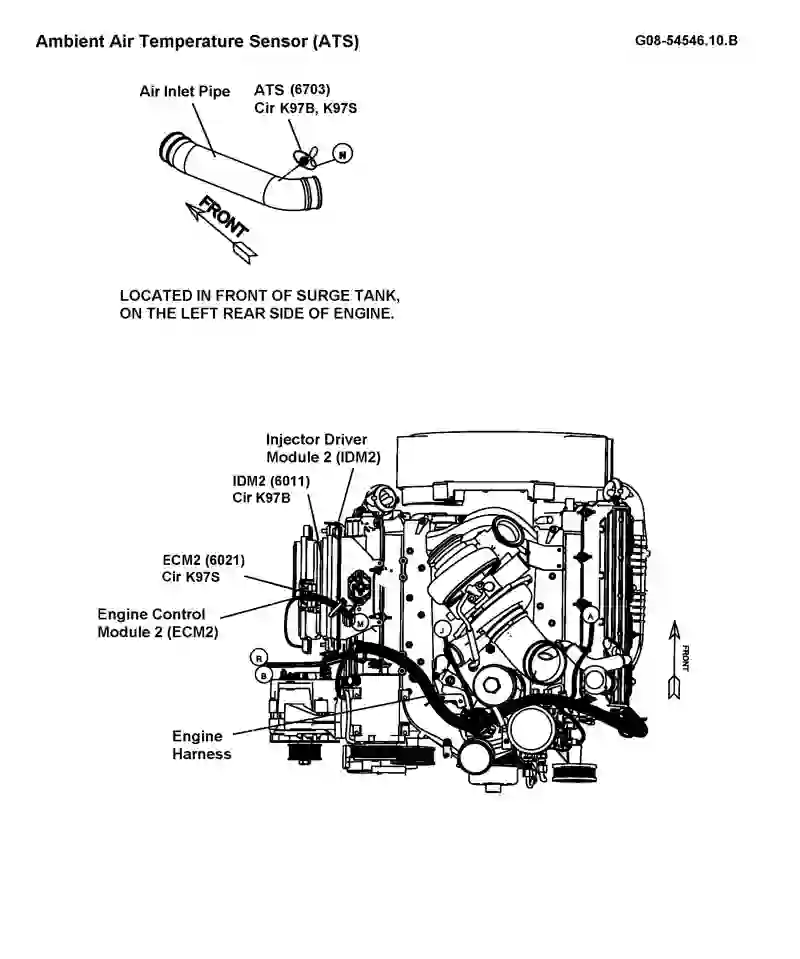 Ambient Air Temperature Sensor (ATS)
G08-54546.10.B
Air Inlet Pipe
ATS (6703)
Cir K97B, K97S
N
FRONT
LOCATED IN FRONT OF SURGE TANK,
ON THE LEFT REAR SIDE OF ENGINE.
Injector Driver
Module 2 (IDM2)
IDM2 (6011)
Cir K97B
ECM2 (6021)
Cir K97S
Engine Control
Module 2 (ECM2)
M
J
A
R
B
FRONT
Engine
Harness